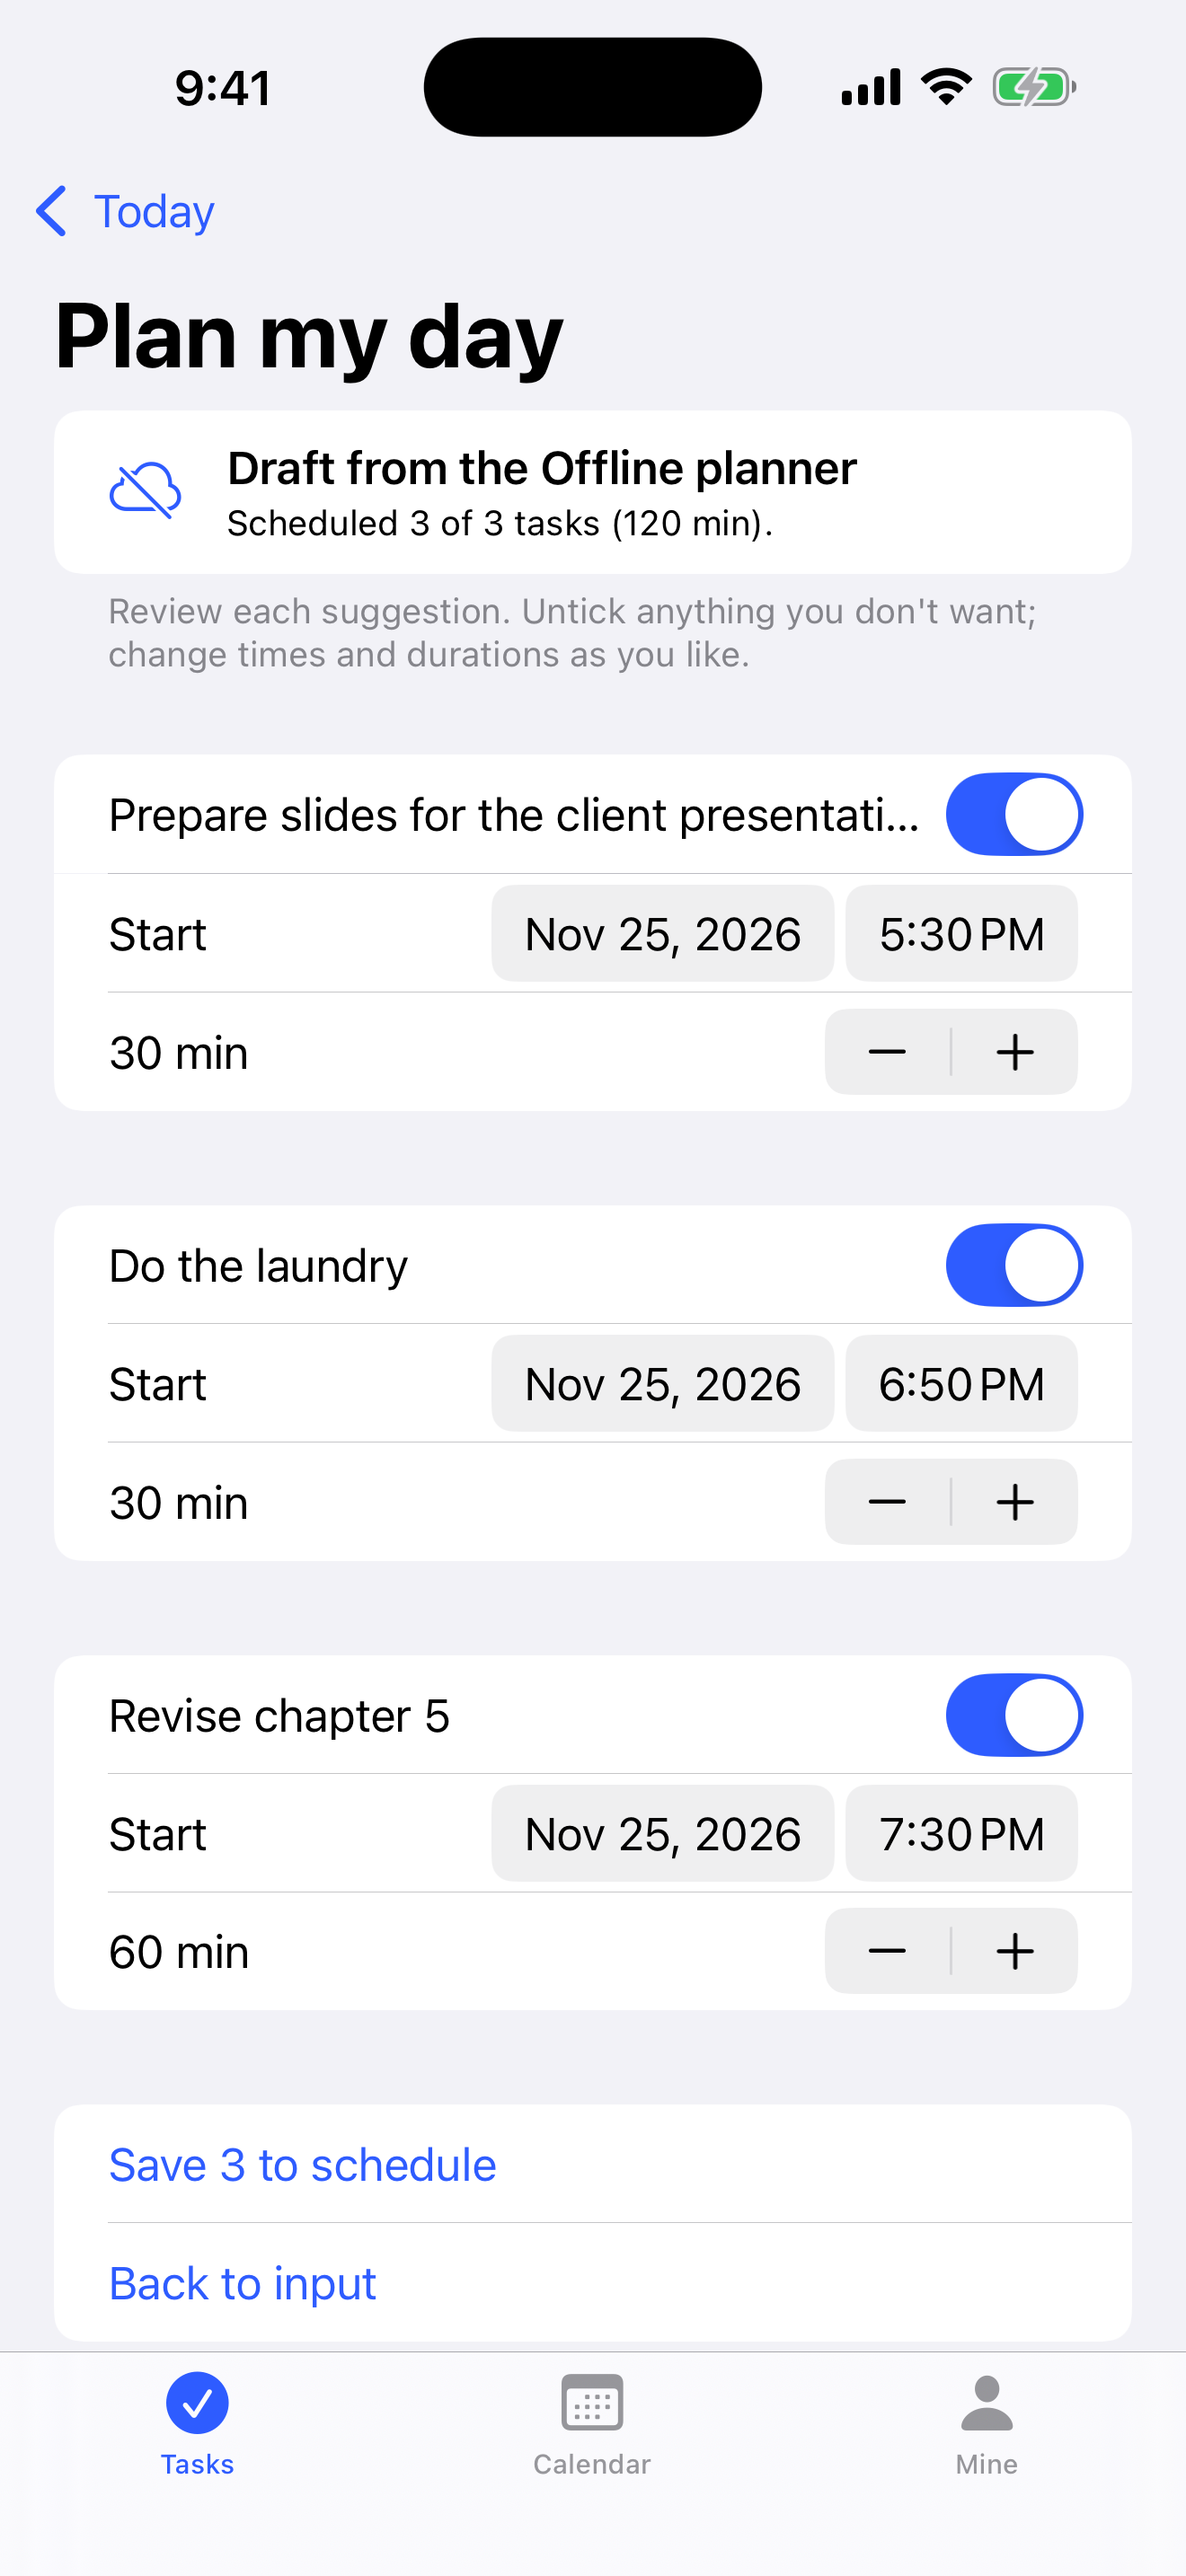 9:41
Today
Plan my day
Draft from the Offline planner
Scheduled 3 of 3 tasks (120 min).
Review each suggestion. Untick anything you don't want;
change times and durations as you like.
Prepare slides for the client presentati...
Start Nov 25, 2026 5:30 PM
30 min
Do the laundry
Start Nov 25, 2026 6:50 PM
30 min
Revise chapter 5
Start Nov 25, 2026 7:30 PM
60 min
Save 3 to schedule
Back to input
Tasks Calendar Mine